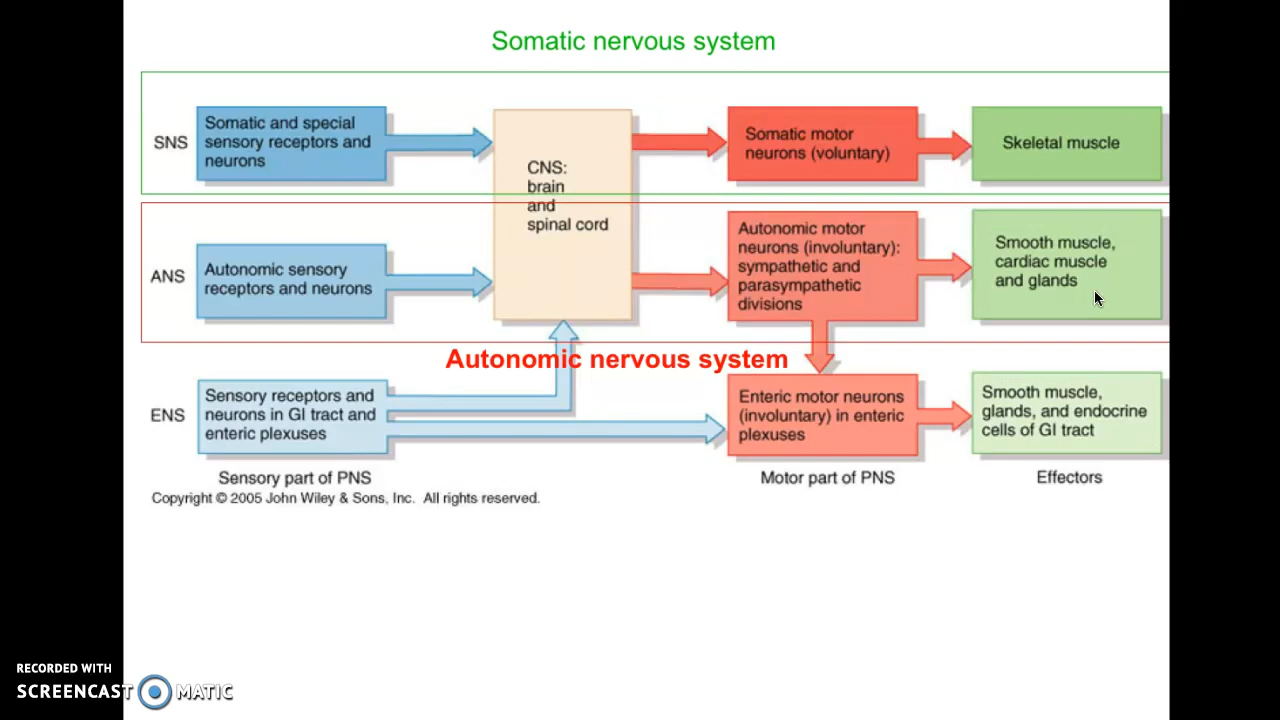 Somatic nervous system
SNS
Somatic and special
sensory receptors and
neurons
CNS:
brain
and
spinal cord
Somatic motor
neurons (voluntary)
Skeletal muscle
ANS
Autonomic sensory
receptors and neurons
Autonomic motor
neurons (involuntary):
sympathetic and
parasympathetic
divisions
Smooth muscle,
cardiac muscle
and glands
Autonomic nervous system
ENS
Sensory receptors and
neurons in GI tract and
enteric plexuses
Enteric motor neurons
(involuntary) in enteric
plexuses
Smooth muscle,
glands, and endocrine
cells of GI tract
Sensory part of PNS
Motor part of PNS
Effectors
Copyright © 2005 John Wiley & Sons, Inc. All rights reserved.
RECORDED WITH
SCREENCAST MATIC